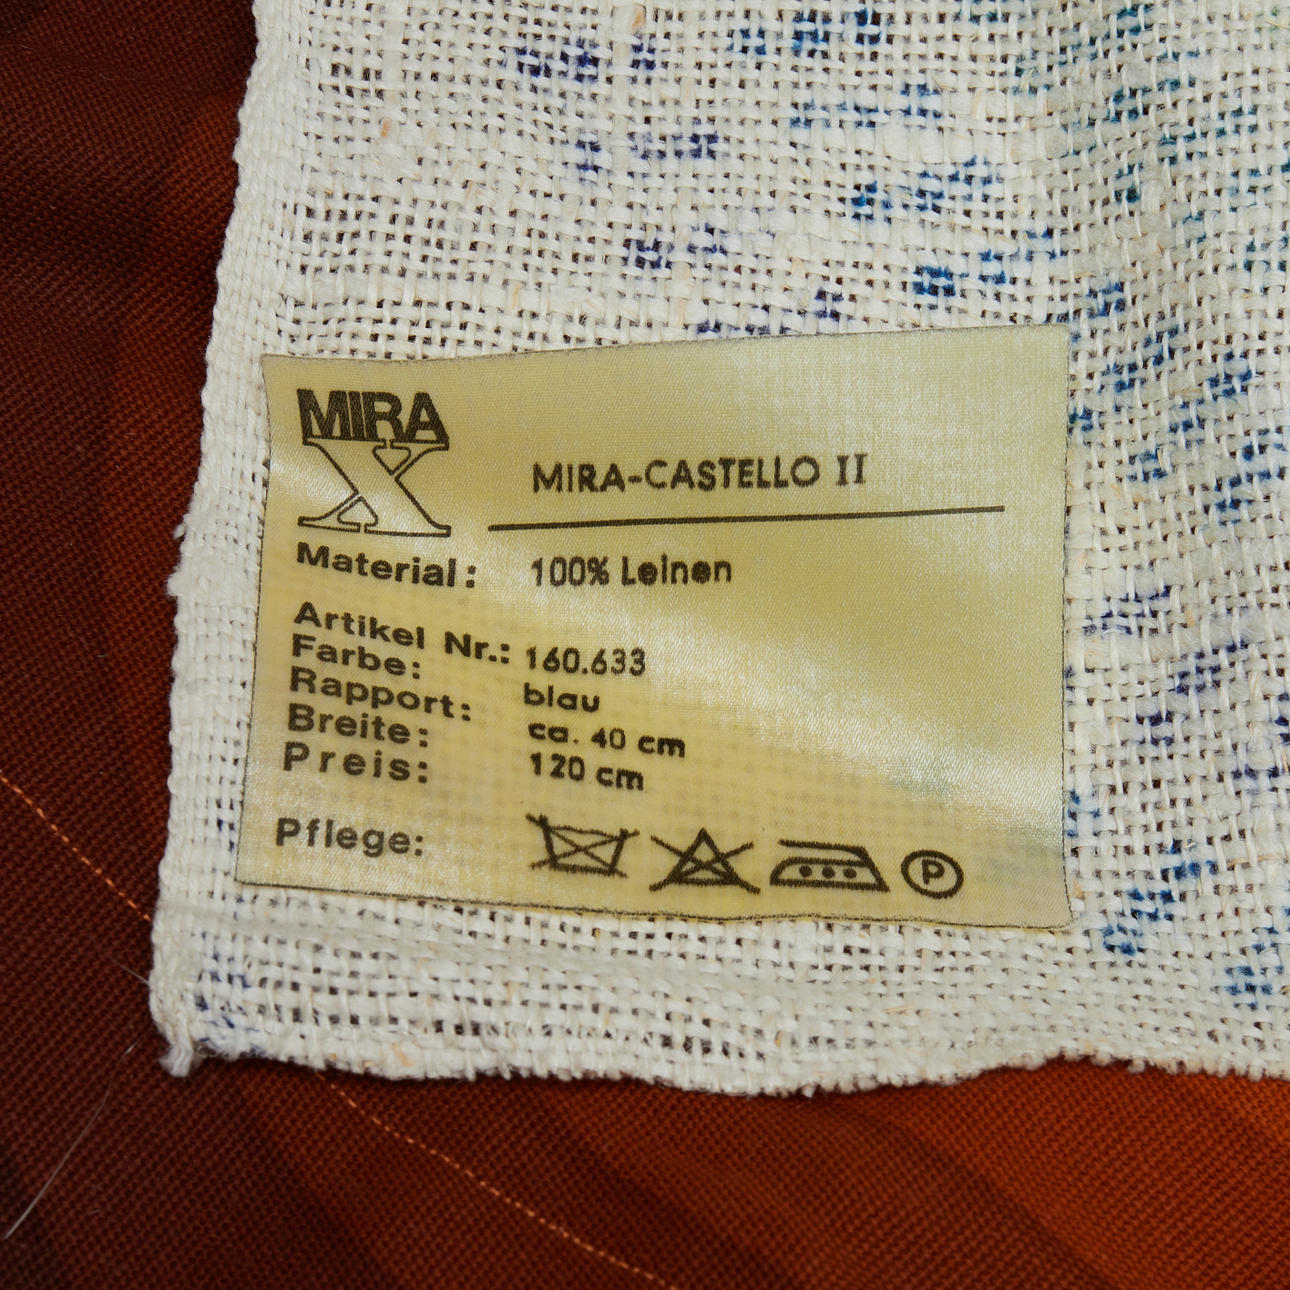 MIRA
X
MIRA-CASTELLO II
Material: 100% Leinen
Artikel Nr.: 160.633
Farbe: blau
Rapport: ca. 40 cm
Breite: 120 cm
Preis:
Pflege:
P